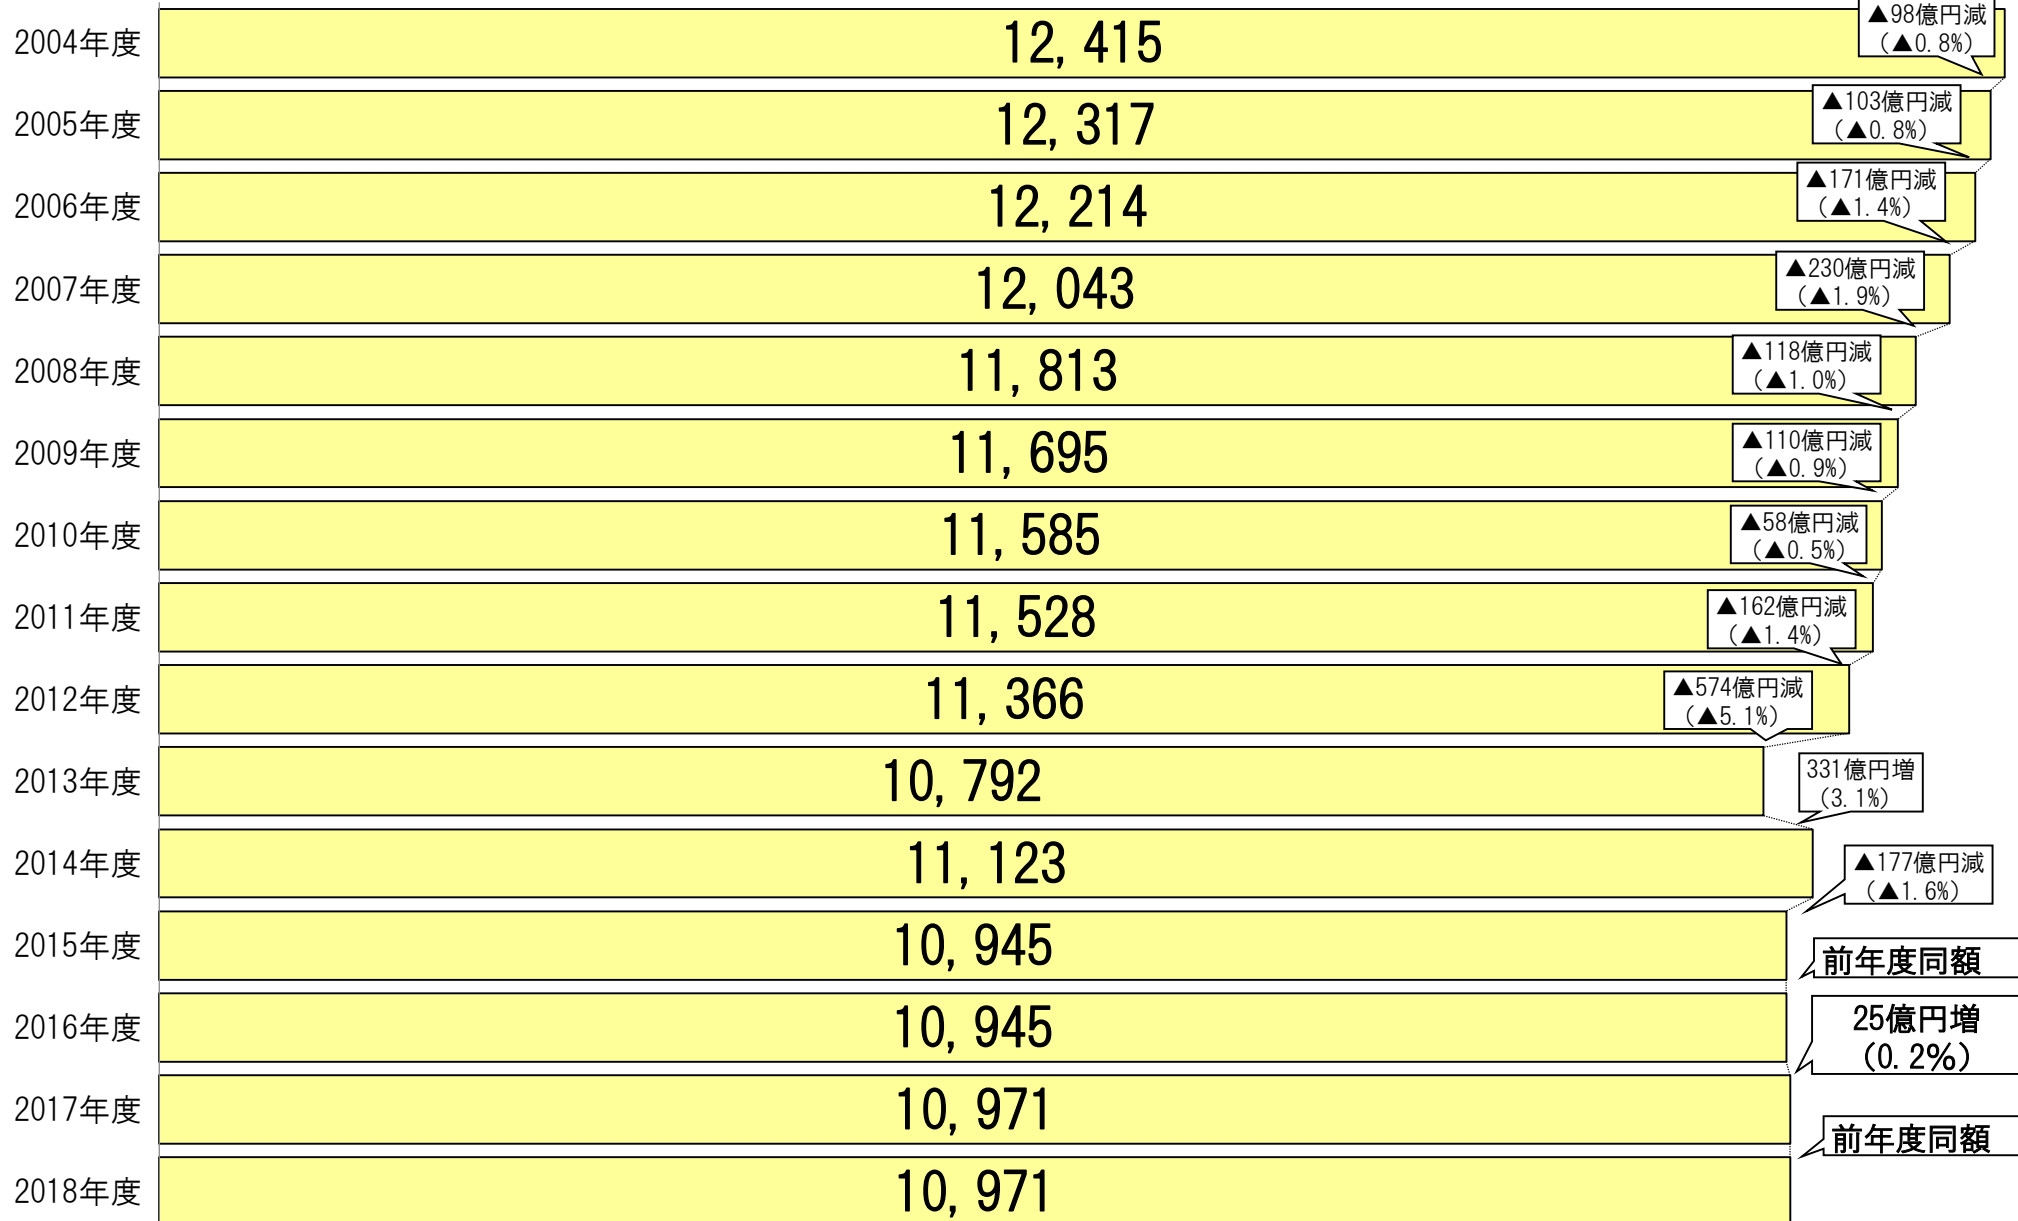 2004年度
12,415
▲98億円減
(▲0.8%)
2005年度
12,317
▲103億円減
(▲0.8%)
2006年度
12,214
▲171億円減
(▲1.4%)
2007年度
12,043
▲230億円減
(▲1.9%)
2008年度
11,813
▲118億円減
(▲1.0%)
2009年度
11,695
▲110億円減
(▲0.9%)
2010年度
11,585
▲58億円減
(▲0.5%)
2011年度
11,528
▲162億円減
(▲1.4%)
2012年度
11,366
▲574億円減
(▲5.1%)
2013年度
10,792
331億円増
(3.1%)
2014年度
11,123
▲177億円減
(▲1.6%)
2015年度
10,945
前年度同額
2016年度
10,945
25億円増
(0.2%)
2017年度
10,971
前年度同額
2018年度
10,971